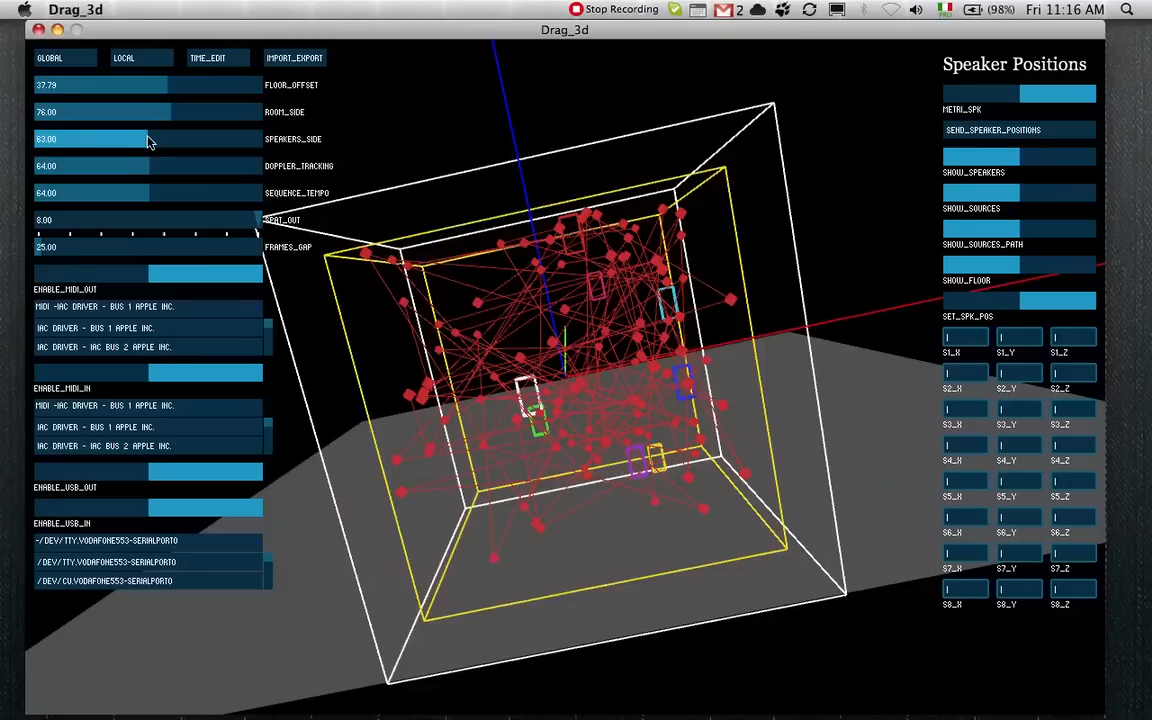 Drag_3d
Stop Recording
2
(98%)
Fri 11:16 AM
Drag_3d
GLOBAL
LOCAL
TIME_EDIT
IMPORT_EXPORT
37.79
FLOOR_OFFSET
76.00
ROOM_SIDE
63.00
SPEAKERS_SIDE
64.00
DOPPLER_TRACKING
64.00
SEQUENCE_TEMPO
8.00
SPAT_OUT
25.00
FRAMES_GAP
ENABLE_MIDI_OUT
MIDI -IAC DRIVER - BUS 1 APPLE INC.
IAC DRIVER - BUS 1 APPLE INC.
IAC DRIVER - IAC BUS 2 APPLE INC.
ENABLE_MIDI_IN
MIDI -IAC DRIVER - BUS 1 APPLE INC.
IAC DRIVER - BUS 1 APPLE INC.
IAC DRIVER - IAC BUS 2 APPLE INC.
ENABLE_USB_OUT
ENABLE_USB_IN
-/DEV/TTY.VODAFONE553-SERIALPORTO
/DEV/TTY.VODAFONE553-SERIALPORTO
/DEV/CU.VODAFONE553-SERIALPORTO
Speaker Positions
METRI_SPK
SEND_SPEAKER_POSITIONS
SHOW_SPEAKERS
SHOW_SOURCES
SHOW_SOURCES_PATH
SHOW_FLOOR
SET_SPK_POS
S1_X S1_Y S1_Z
S2_X S2_Y S2_Z
S3_X S3_Y S3_Z
S4_X S4_Y S4_Z
S5_X S5_Y S5_Z
S6_X S6_Y S6_Z
S7_X S7_Y S7_Z
S8_X S8_Y S8_Z